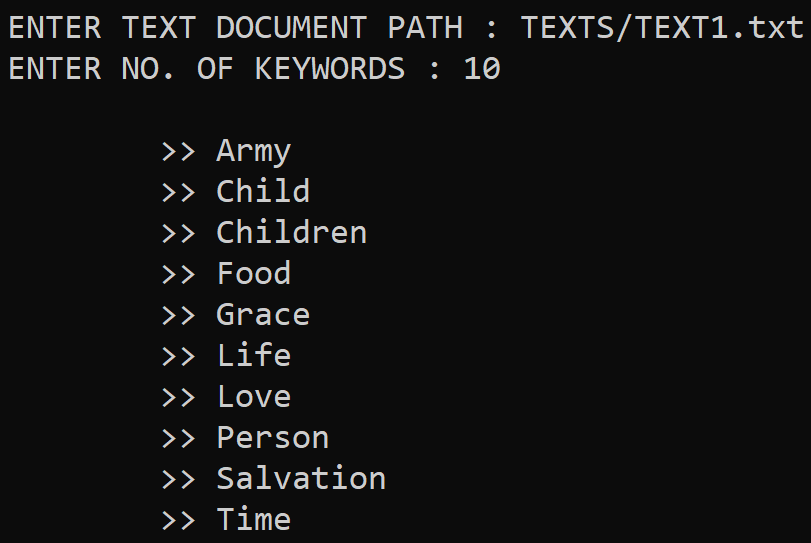 ENTER TEXT DOCUMENT PATH : TEXTS/TEXT1.txt
ENTER NO. OF KEYWORDS : 10
>> Army
>> Child
>> Children
>> Food
>> Grace
>> Life
>> Love
>> Person
>> Salvation
>> Time